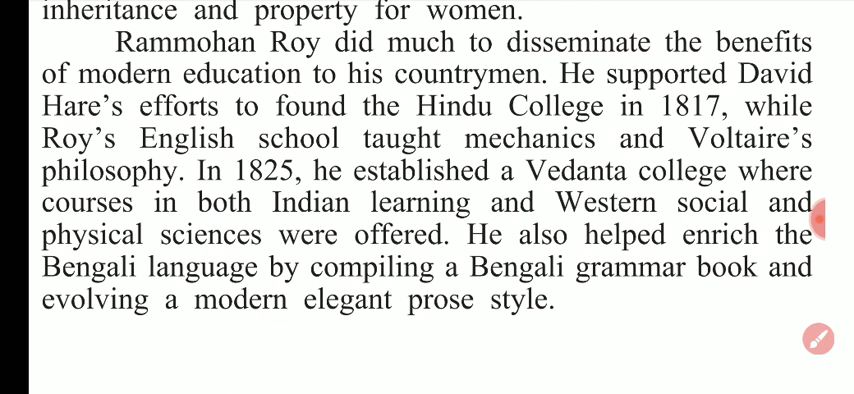 inheritance and property for women.
Rammohan Roy did much to disseminate the benefits
of modern education to his countrymen. He supported David
Hare’s efforts to found the Hindu College in 1817, while
Roy’s English school taught mechanics and Voltaire’s
philosophy. In 1825, he established a Vedanta college where
courses in both Indian learning and Western social and
physical sciences were offered. He also helped enrich the
Bengali language by compiling a Bengali grammar book and
evolving a modern elegant prose style.